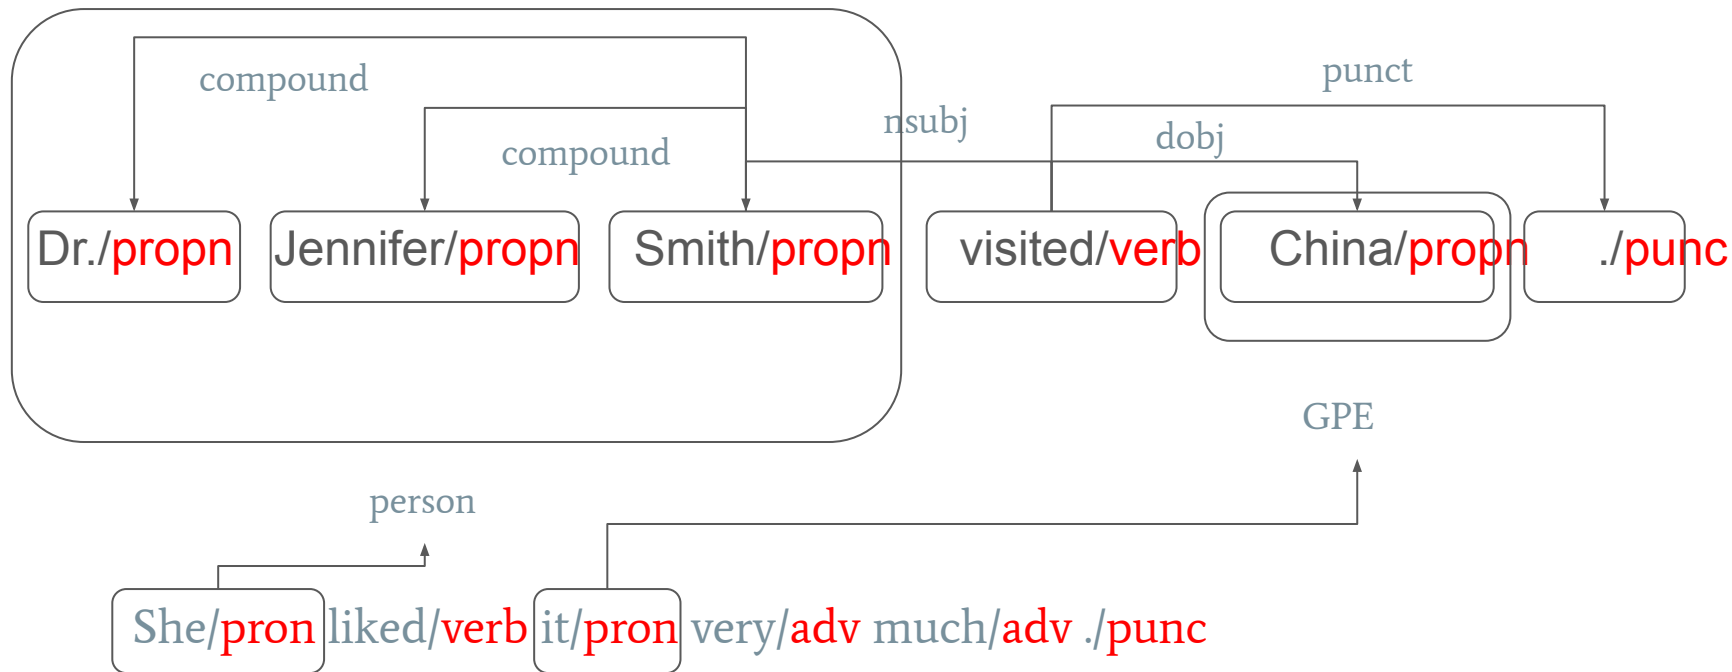 compound
punct
nsubj
dobj
compound
Dr./propn Jennifer/propn Smith/propn visited/verb China/propn ./punc
GPE
person
She/pron liked/verb it/pron very/adv much/adv ./punc